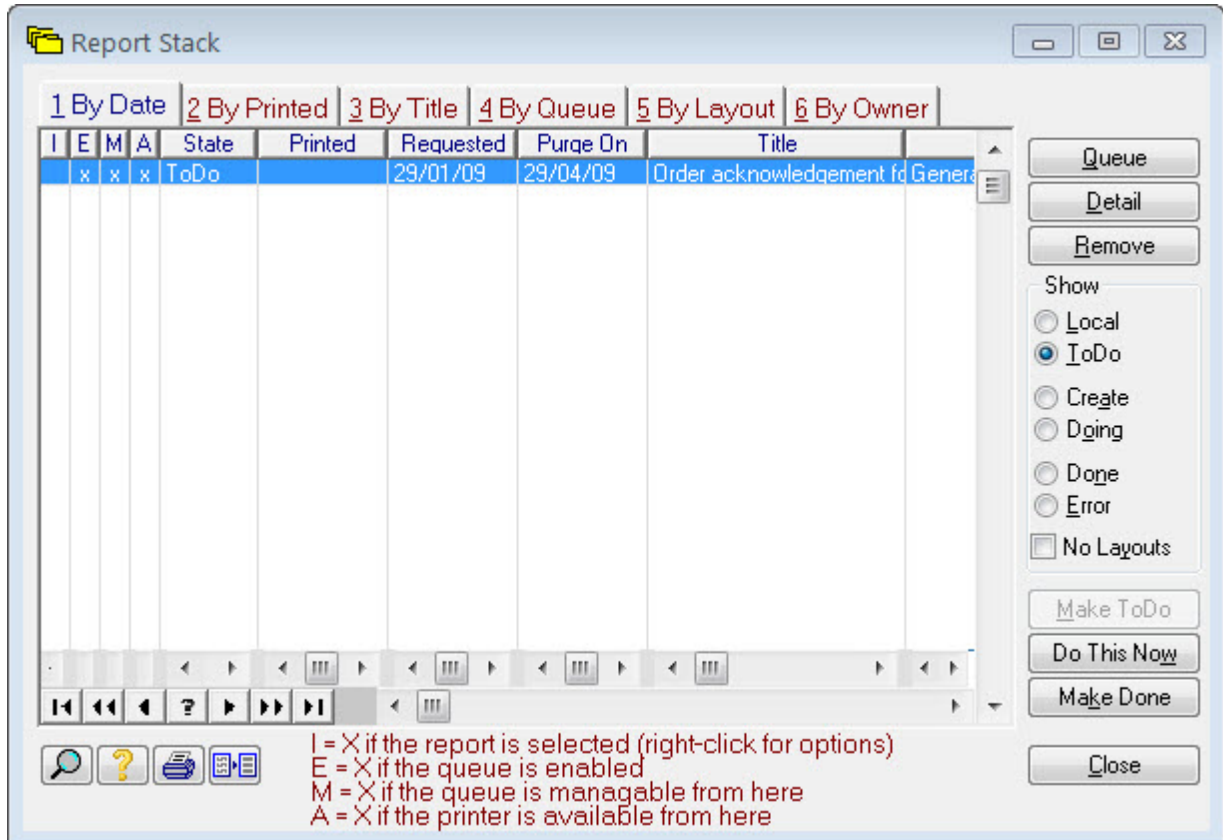 Report Stack
1 By Date 2 By Printed 3 By Title 4 By Queue 5 By Layout 6 By Owner
I E M A State Printed Requested Purge On Title
x x x ToDo 29/01/09 29/04/09 Order acknowledgement fo Genera
Queue
Detail
Remove
Show
Local
ToDo
Create
Doing
Done
Error
No Layouts
Make ToDo
Do This Now
Make Done
Close
?
?
I = X if the report is selected (right-click for options)
E = X if the queue is enabled
M = X if the queue is managable from here
A = X if the printer is available from here